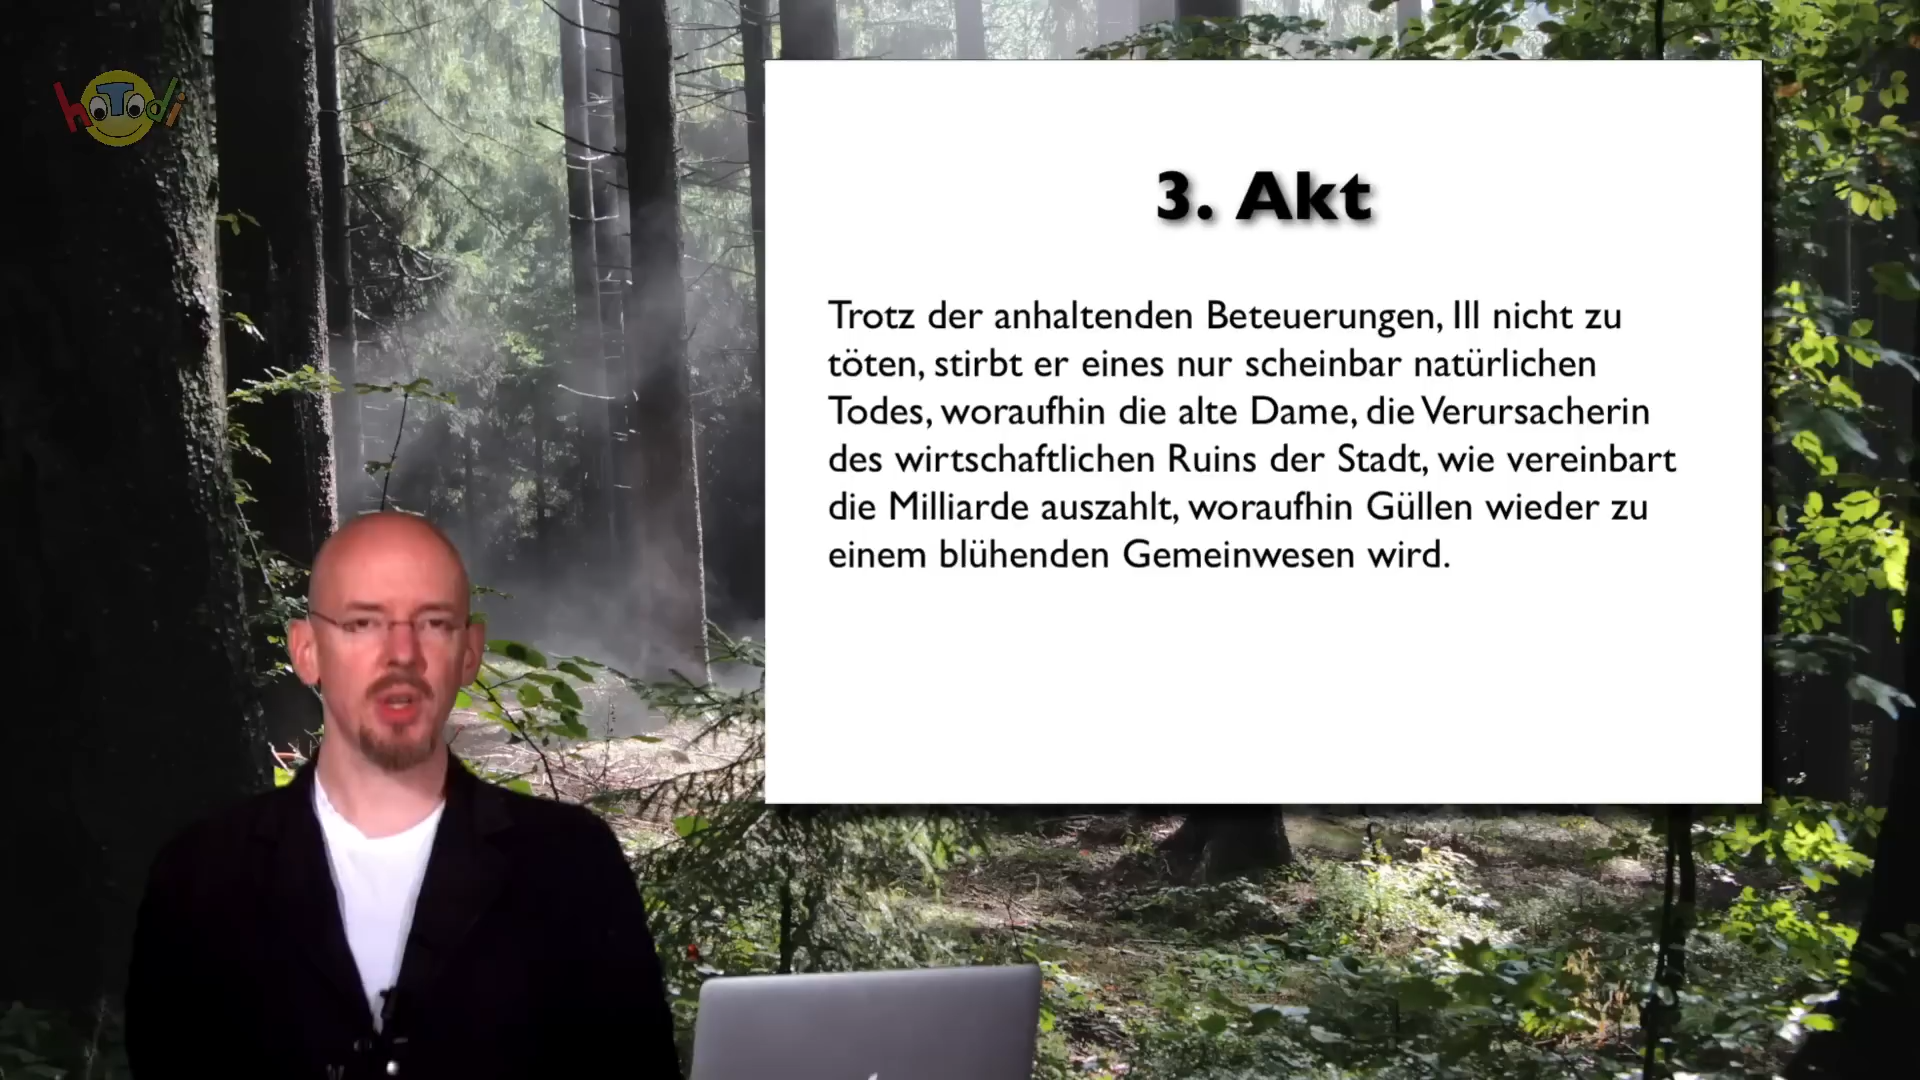 hoTodi
3. Akt
Trotz der anhaltenden Beteuerungen, Ill nicht zu
töten, stirbt er eines nur scheinbar natürlichen
Todes, woraufhin die alte Dame, die Verursacherin
des wirtschaftlichen Ruins der Stadt, wie vereinbart
die Milliarde auszahlt, woraufhin Güllen wieder zu
einem blühenden Gemeinwesen wird.